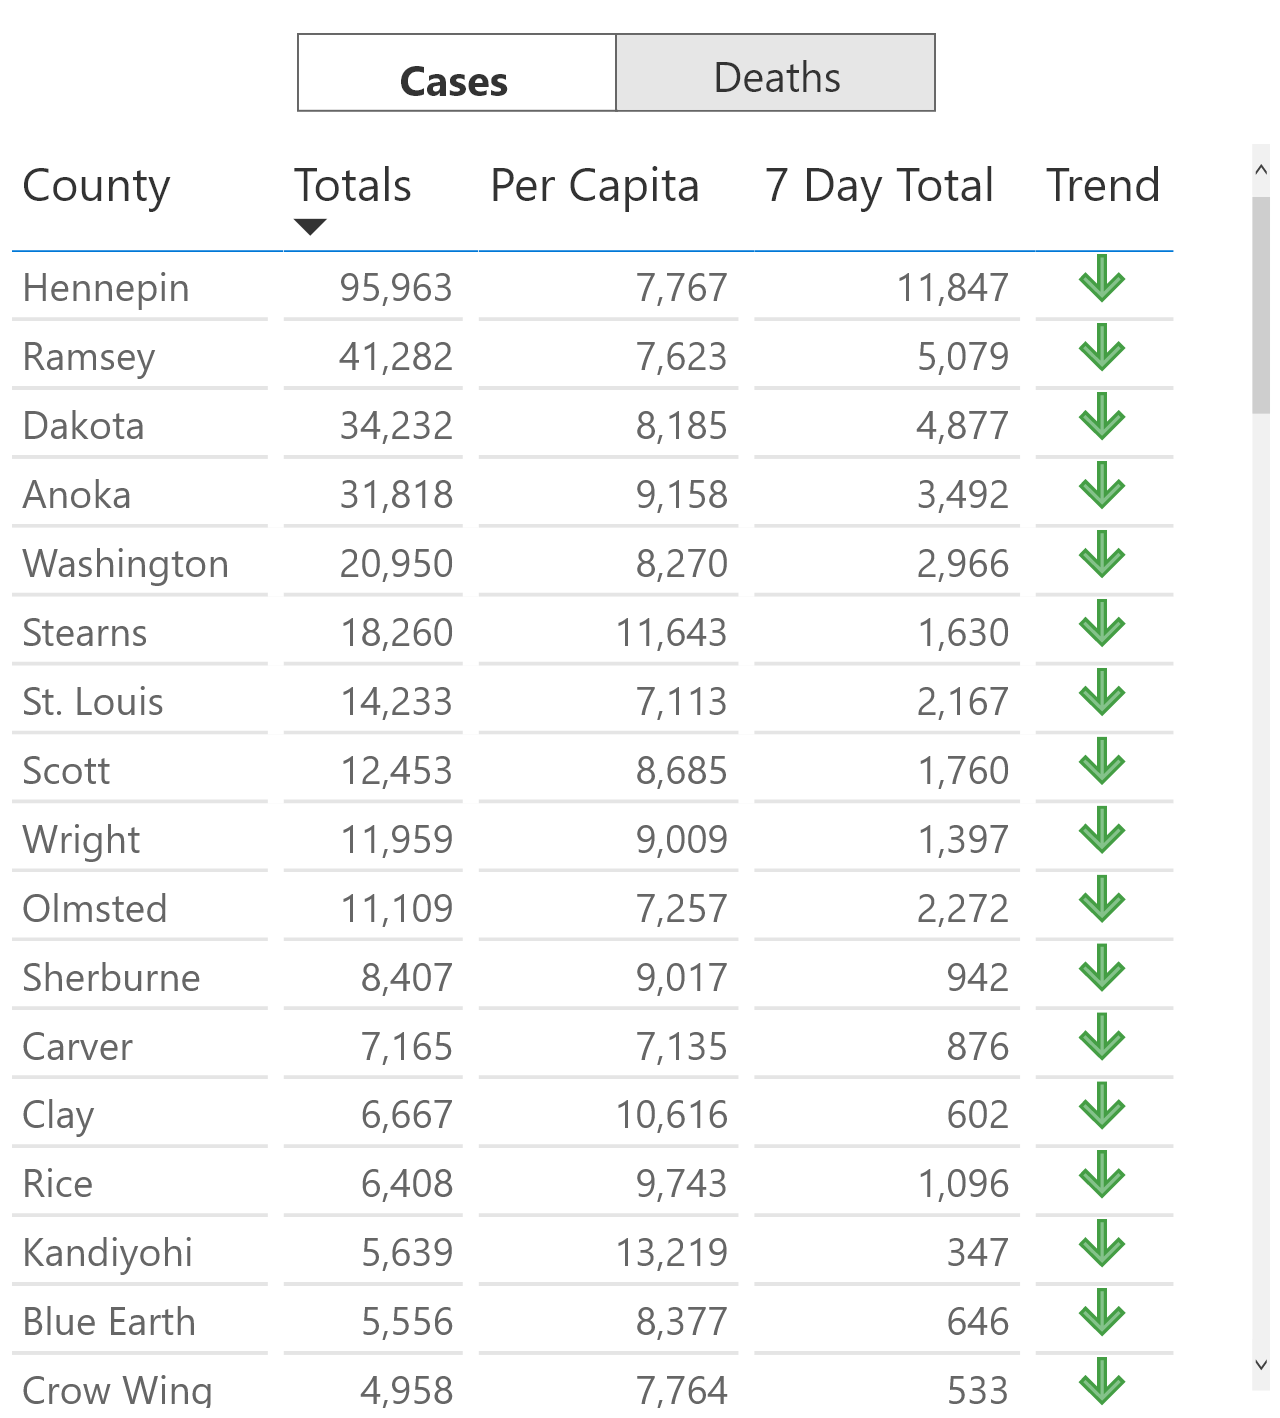 Cases Deaths
County Totals Per Capita 7 Day Total Trend
Hennepin 95,963 7,767 11,847
Ramsey 41,282 7,623 5,079
Dakota 34,232 8,185 4,877
Anoka 31,818 9,158 3,492
Washington 20,950 8,270 2,966
Stearns 18,260 11,643 1,630
St. Louis 14,233 7,113 2,167
Scott 12,453 8,685 1,760
Wright 11,959 9,009 1,397
Olmsted 11,109 7,257 2,272
Sherburne 8,407 9,017 942
Carver 7,165 7,135 876
Clay 6,667 10,616 602
Rice 6,408 9,743 1,096
Kandiyohi 5,639 13,219 347
Blue Earth 5,556 8,377 646
Crow Wing 4,958 7,764 533